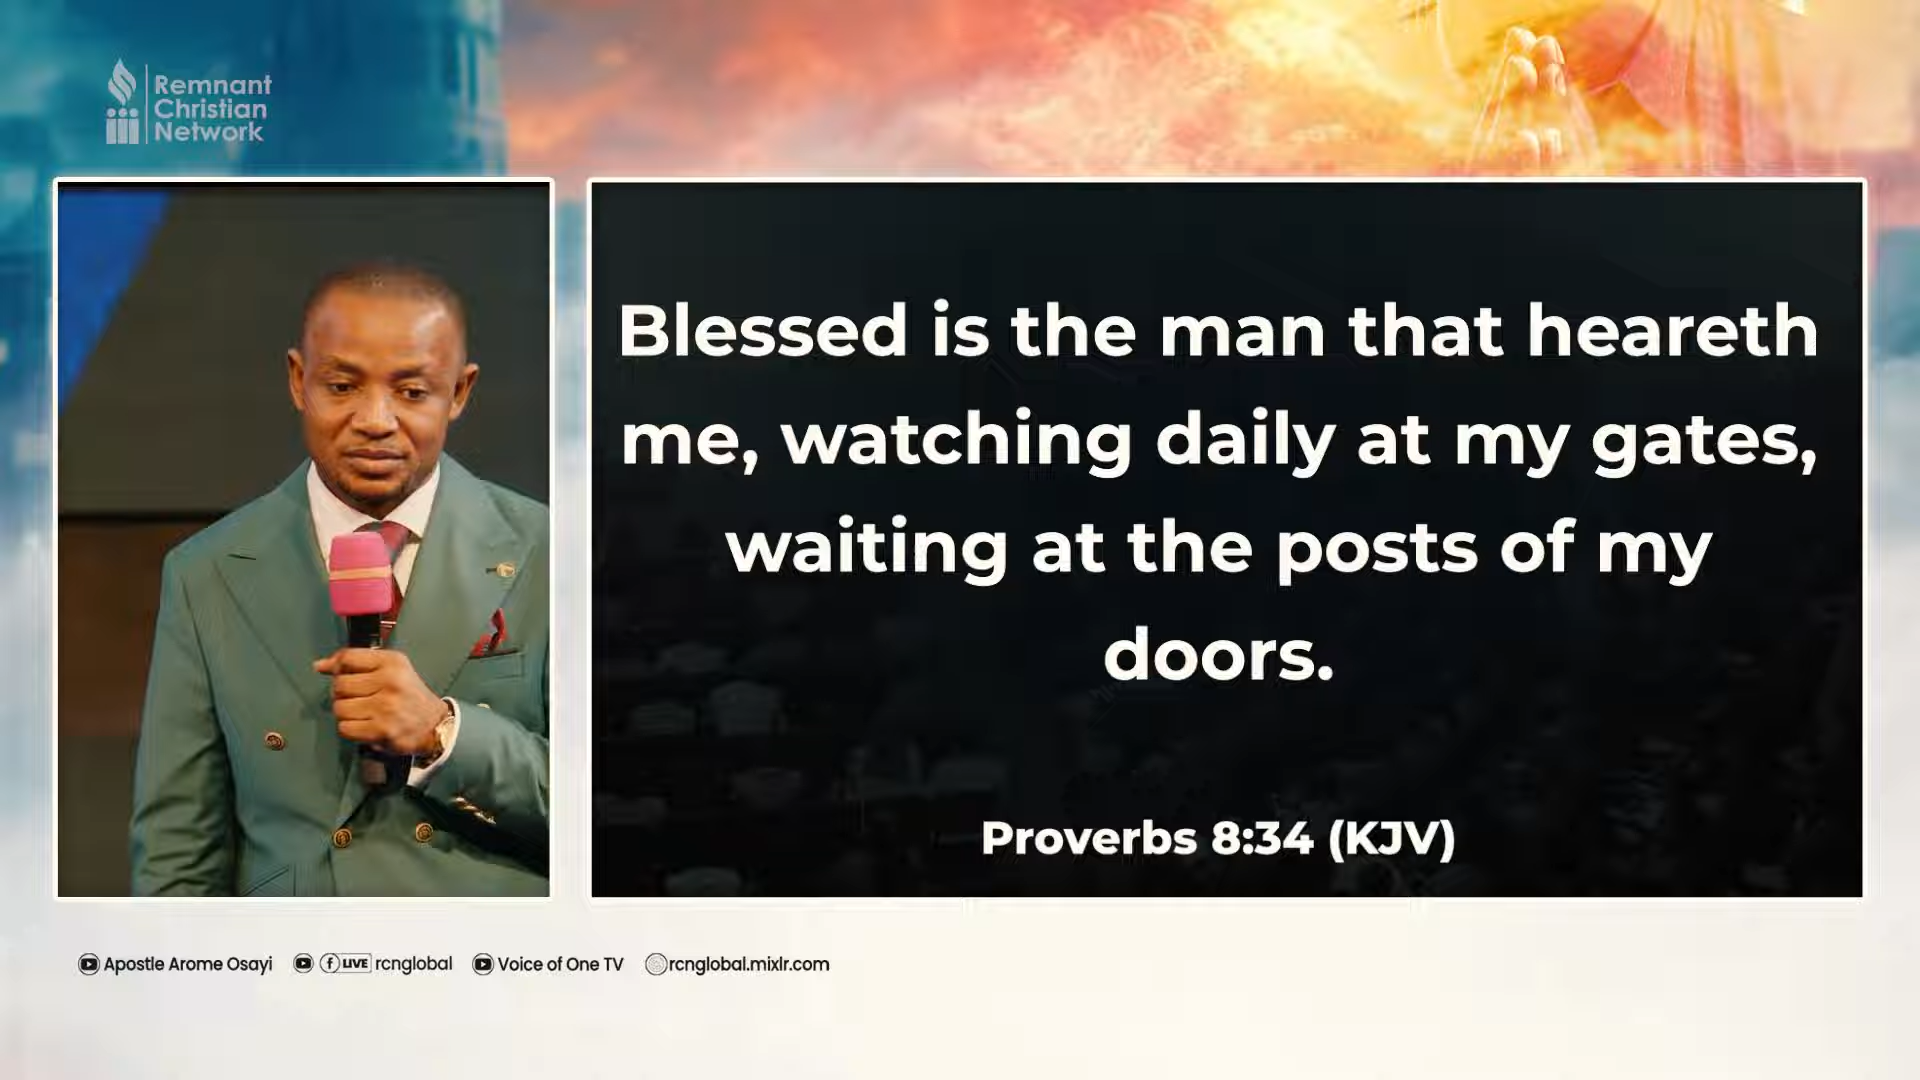 Remnant
Christian
Network
Blessed is the man that heareth
me, watching daily at my gates,
waiting at the posts of my
doors.
Proverbs 8:34 (KJV)
Apostle Arome Osayi LIVE rcnglobal Voice of One TV rcnglobal.mixlr.com